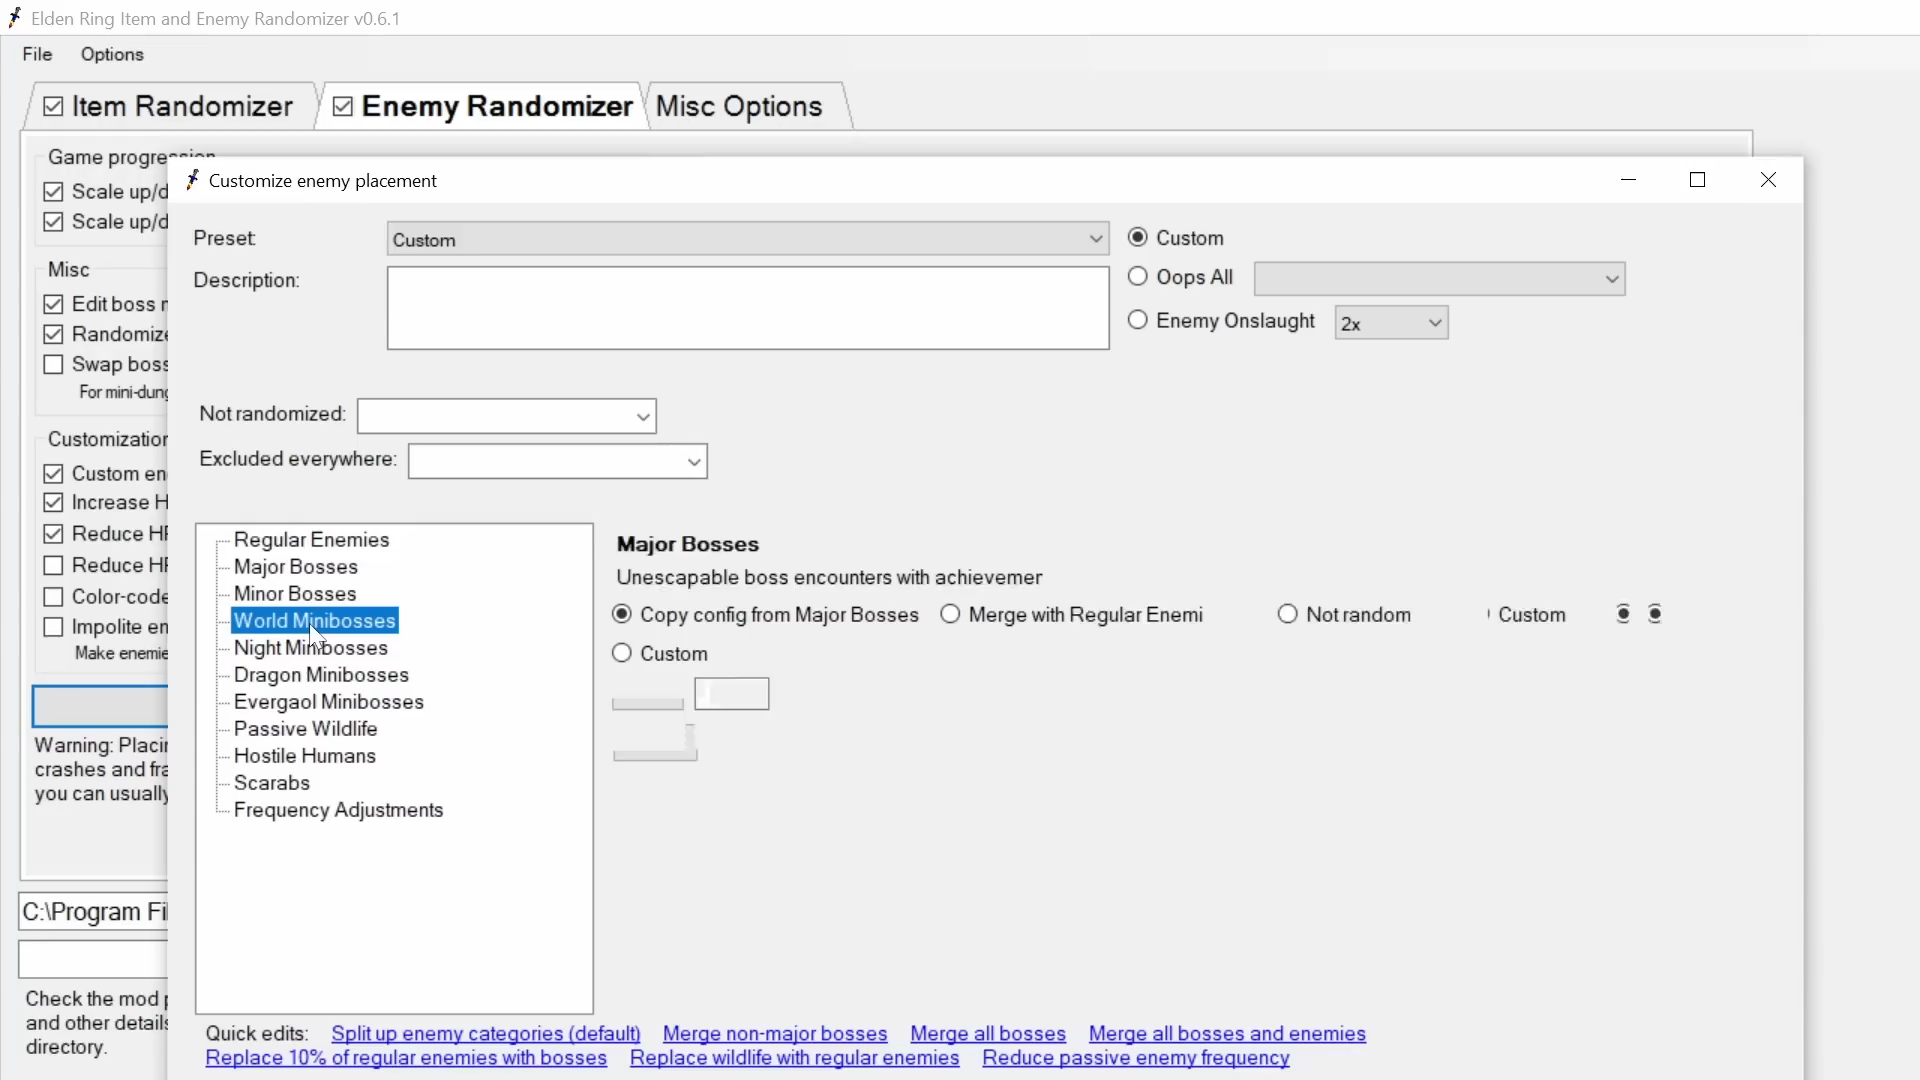 Elden Ring Item and Enemy Randomizer v0.6.1
File Options
Item Randomizer Enemy Randomizer Misc Options
Game progression
Scale up/d
Scale up/d
Misc
Edit boss
Randomize
Swap boss
For mini-dung
Customization
Custom en
Increase H
Reduce HP
Reduce HP
Color-code
Impolite en
Make enemie
Warning: Placin
crashes and fra
you can usually
C:\Program Fil
Check the mod p
and other details
directory.
Customize enemy placement
Preset: Custom
Description:
Custom
Oops All
Enemy Onslaught 2x
Not randomized:
Excluded everywhere:
Regular Enemies
Major Bosses
Minor Bosses
World Minibosses
Night Minibosses
Dragon Minibosses
Evergaol Minibosses
Passive Wildlife
Hostile Humans
Scarabs
Frequency Adjustments
Major Bosses
Unescapable boss encounters with achievemer
Copy config from Major Bosses Merge with Regular Enemi Not random Custom
Custom
Quick edits: Split up enemy categories (default) Merge non-major bosses Merge all bosses Merge all bosses and enemies
Replace 10% of regular enemies with bosses Replace wildlife with regular enemies Reduce passive enemy frequency